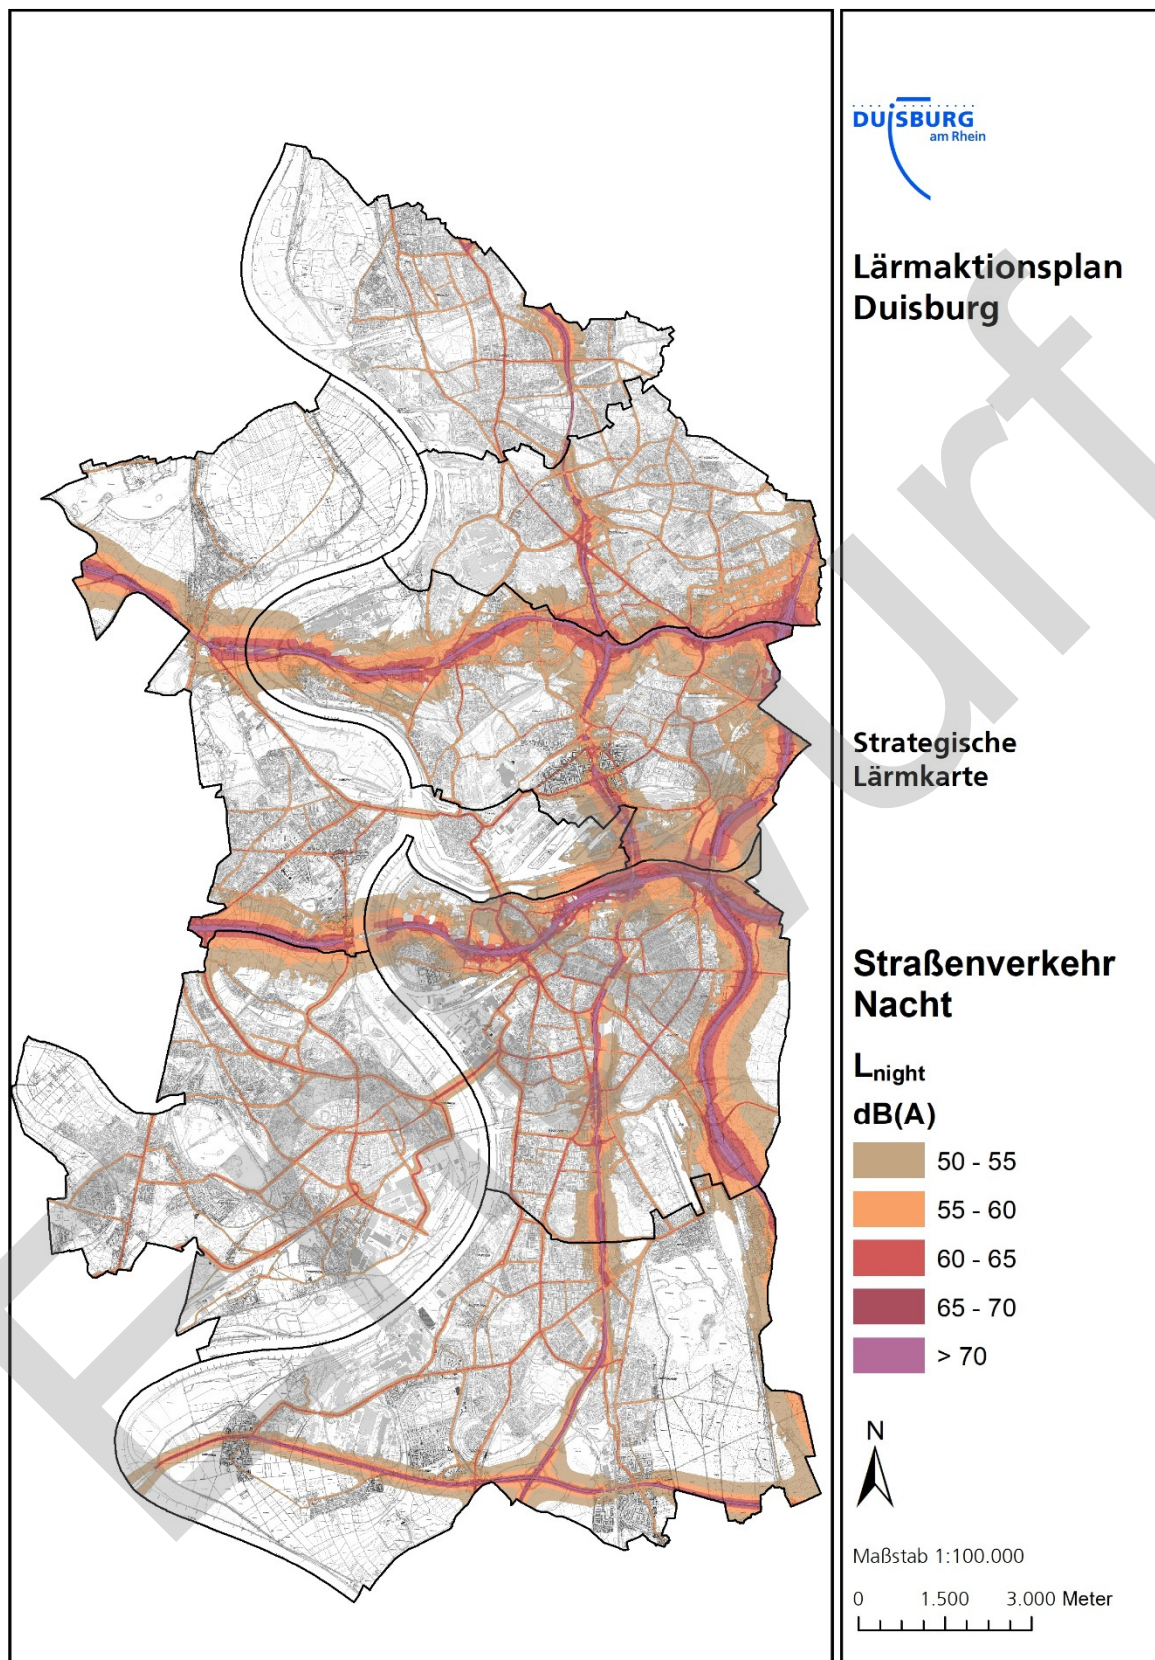 DUISBURG
am Rhein
Lärmaktionsplan
Duisburg
Strategische
Lärmkarte
Straßenverkehr
Nacht
Lnight
dB(A)
50 - 55
55 - 60
60 - 65
65 - 70
> 70
N
Maßstab 1:100.000
0 1.500 3.000 Meter
Entwurf